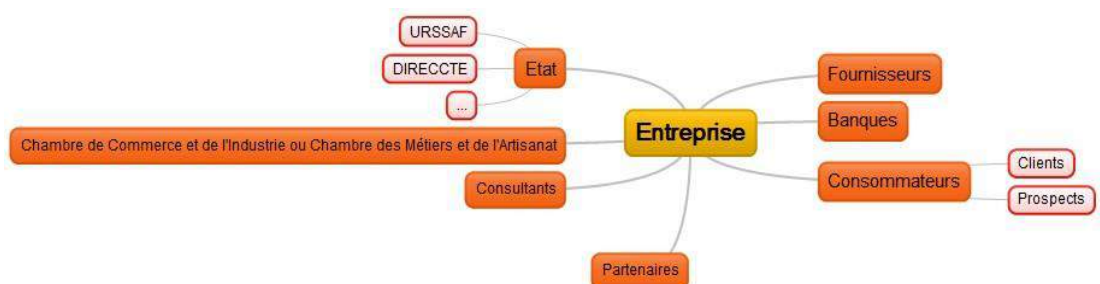 URSSAF
DIRECCTE
...
Etat
Chambre de Commerce et de l'Industrie ou Chambre des Métiers et de l'Artisanat
Consultants
Partenaires
Entreprise
Fournisseurs
Banques
Consommateurs
Clients
Prospects